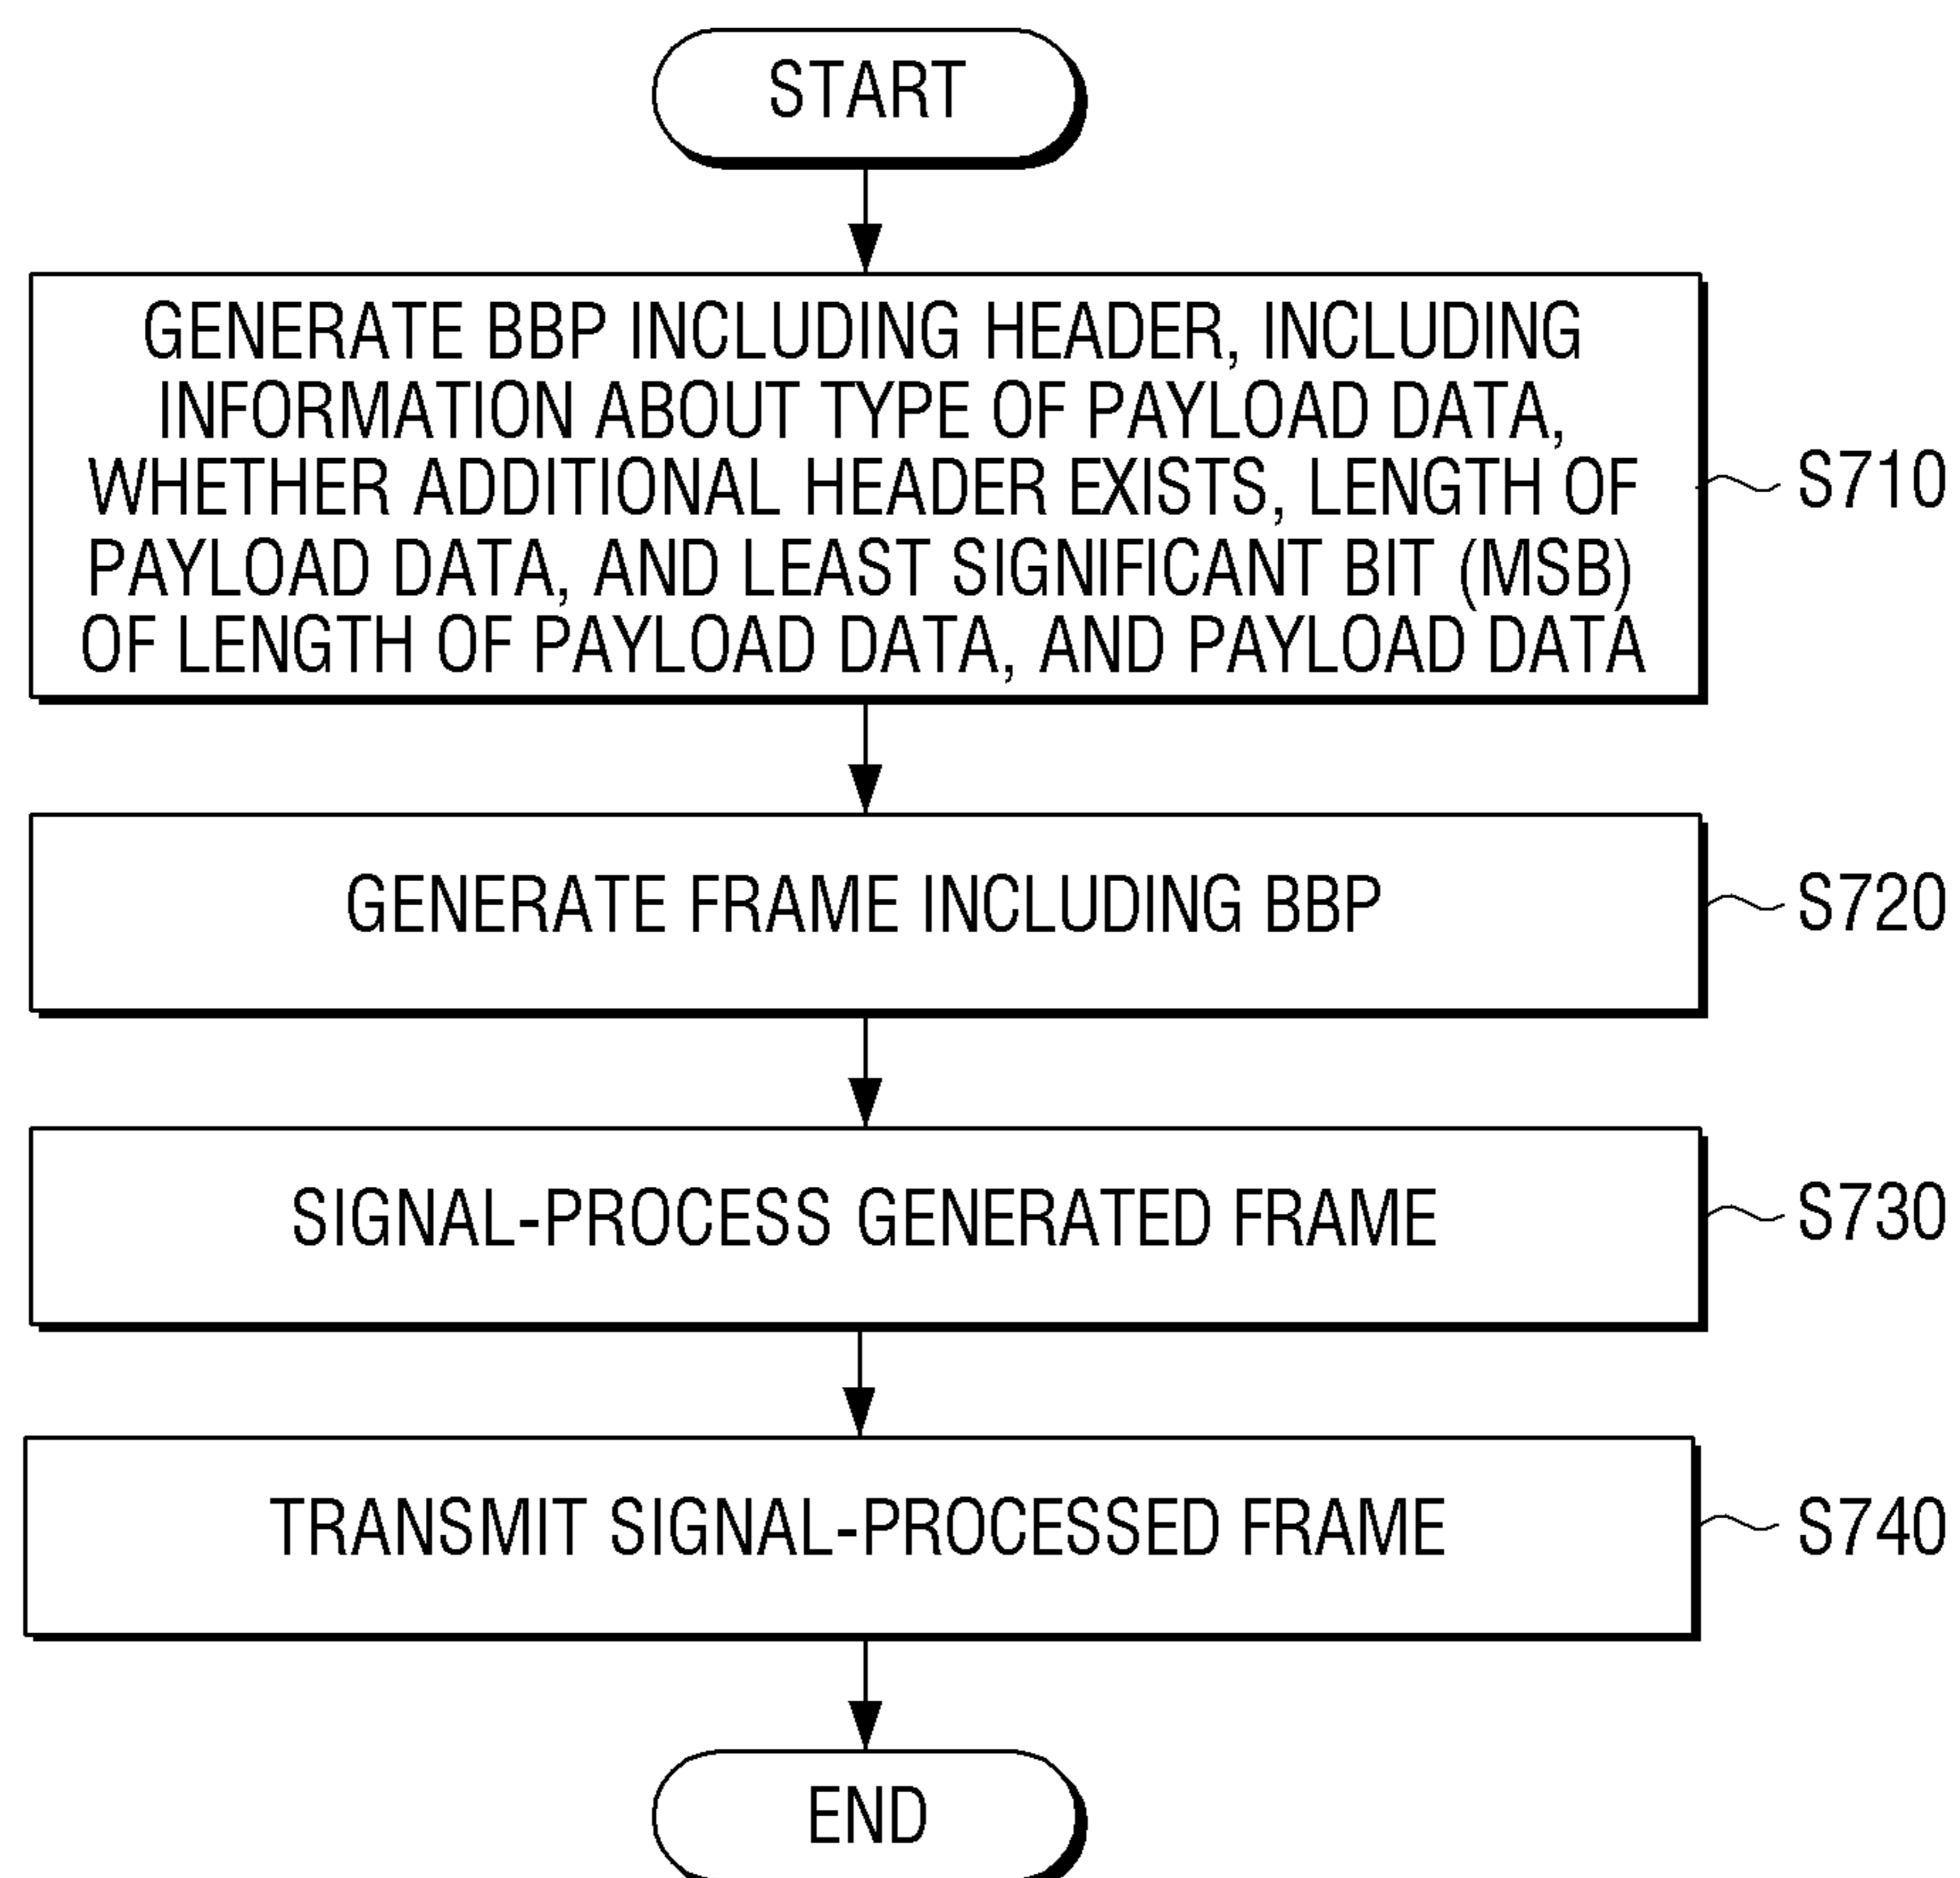 START
GENERATE BBP INCLUDING HEADER, INCLUDING
INFORMATION ABOUT TYPE OF PAYLOAD DATA,
WHETHER ADDITIONAL HEADER EXISTS, LENGTH OF
PAYLOAD DATA, AND LEAST SIGNIFICANT BIT (MSB)
OF LENGTH OF PAYLOAD DATA, AND PAYLOAD DATA
S710
GENERATE FRAME INCLUDING BBP
S720
SIGNAL-PROCESS GENERATED FRAME
S730
TRANSMIT SIGNAL-PROCESSED FRAME
S740
END